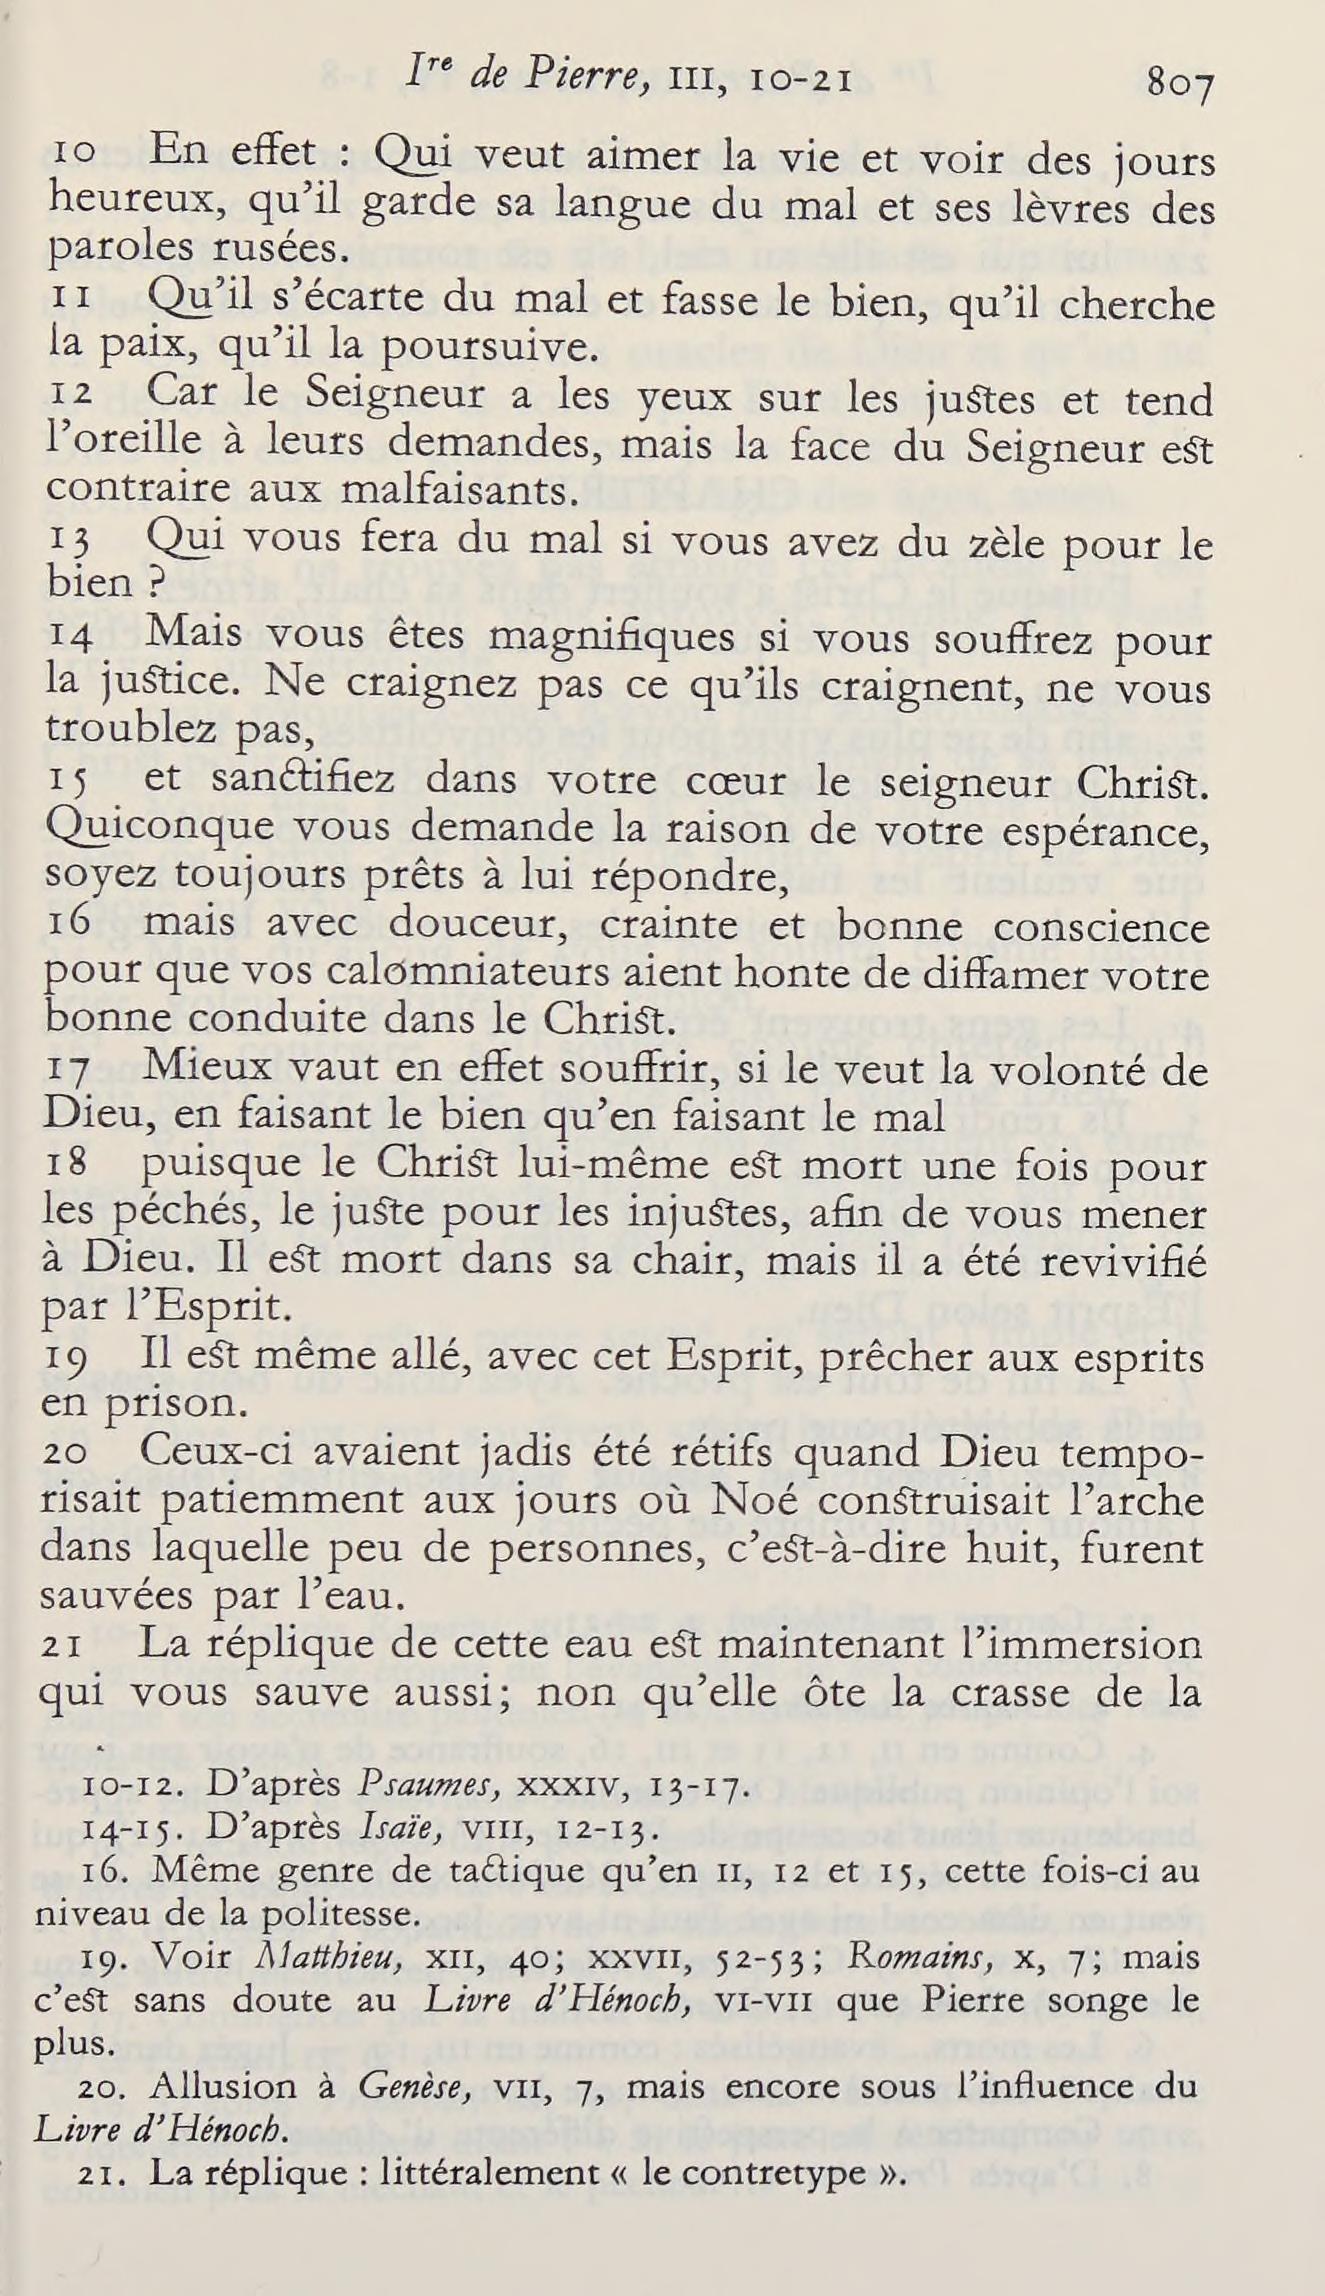 Iʳᵉ de Pierre, III, 10-21 807
10 En effet : Qui veut aimer la vie et voir des jours
heureux, qu’il garde sa langue du mal et ses lèvres des
paroles rusées.
11 Qu’il s’écarte du mal et fasse le bien, qu’il cherche
la paix, qu’il la poursuive.
12 Car le Seigneur a les yeux sur les justes et tend
l’oreille à leurs demandes, mais la face du Seigneur est
contraire aux malfaisants.
13 Qui vous fera du mal si vous avez du zèle pour le
bien ?
14 Mais vous êtes magnifiques si vous souffrez pour
la justice. Ne craignez pas ce qu’ils craignent, ne vous
troublez pas,
15 et sanctifiez dans votre cœur le seigneur Christ.
Quiconque vous demande la raison de votre espérance,
soyez toujours prêts à lui répondre,
16 mais avec douceur, crainte et bonne conscience
pour que vos calomniateurs aient honte de diffamer votre
bonne conduite dans le Christ.
17 Mieux vaut en effet souffrir, si le veut la volonté de
Dieu, en faisant le bien qu’en faisant le mal
18 puisque le Christ lui-même est mort une fois pour
les péchés, le juste pour les injustes, afin de vous mener
à Dieu. Il est mort dans sa chair, mais il a été revivifié
par l’Esprit.
19 Il est même allé, avec cet Esprit, prêcher aux esprits
en prison.
20 Ceux-ci avaient jadis été rétifs quand Dieu tempo-
risait patiemment aux jours où Noé construisait l’arche
dans laquelle peu de personnes, c’est-à-dire huit, furent
sauvées par l’eau.
21 La réplique de cette eau est maintenant l’immersion
qui vous sauve aussi; non qu’elle ôte la crasse de la
10-12. D’après Psaumes, XXXIV, 13-17.
14-15. D’après Isaïe, VIII, 12-13.
16. Même genre de tactique qu’en II, 12 et 15, cette fois-ci au
niveau de la politesse.
19. Voir Matthieu, XII, 40; XXVII, 52-53; Romains, X, 7; mais
c’est sans doute au Livre d’Hénoch, VI-VII que Pierre songe le
plus.
20. Allusion à Genèse, VII, 7, mais encore sous l’influence du
Livre d’Hénoch.
21. La réplique : littéralement « le contretype ».